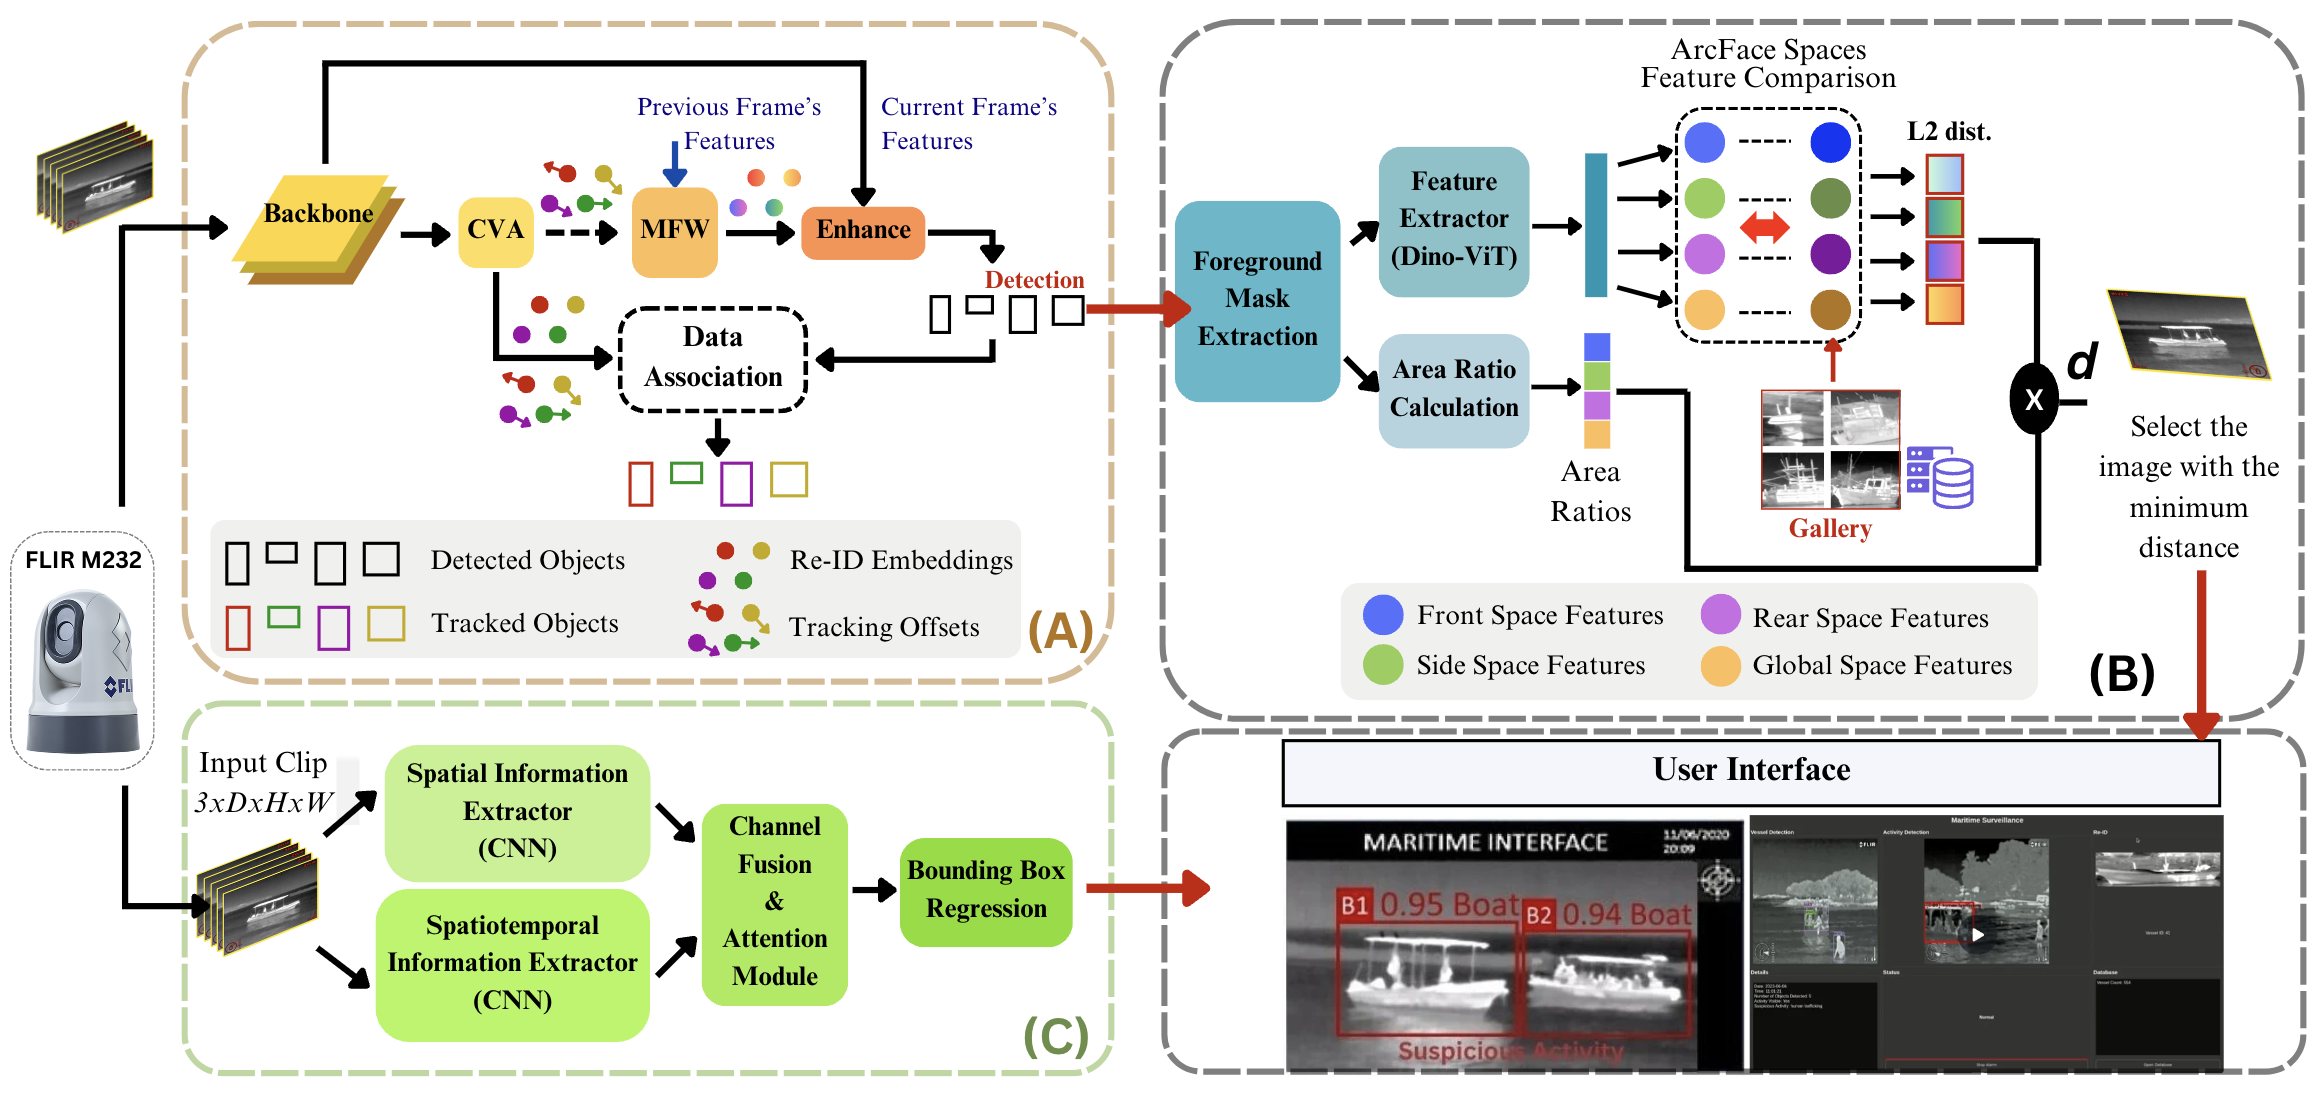 Previous Frame's
Features
Current Frame's
Features
Backbone
CVA
MFW
Enhance
Detection
Data
Association
Detected Objects
Re-ID Embeddings
Tracked Objects
Tracking Offsets
(A)
FLIR M232
FLI
ArcFace Spaces
Feature Comparison
L2 dist.
Feature
Extractor
(Dino-ViT)
Foreground
Mask
Extraction
Area Ratio
Calculation
Area
Ratios
Gallery
X
d
Select the
image with the
minimum
distance
Front Space Features
Rear Space Features
Side Space Features
Global Space Features
(B)
Input Clip
3xDxHxW
Spatial Information
Extractor
(CNN)
Spatiotemporal
Information Extractor
(CNN)
Channel
Fusion
&
Attention
Module
Bounding Box
Regression
(C)
User Interface
MARITIME INTERFACE
11/06/2020
20:09
B1 0.95 Boat
B2 0.94 Boat
Suspicious Activity
Maritime Surveillance
Vessel Detection
Activity Detection
Re-ID
Details
Status
Database
Normal